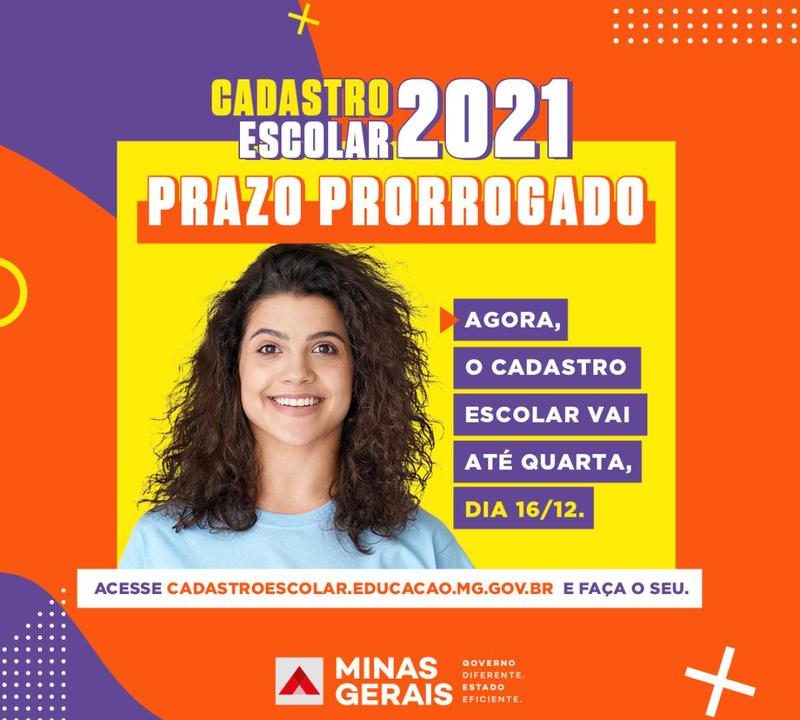 CADASTRO
ESCOLAR 2021
PRAZO PRORROGADO
AGORA,
O CADASTRO
ESCOLAR VAI
ATÉ QUARTA,
DIA 16/12.
ACESSE CADASTROESCOLAR.EDUCACAO.MG.GOV.BR E FAÇA O SEU.
MINAS
GERAIS
GOVERNO
DIFERENTE.
ESTADO
EFICIENTE.